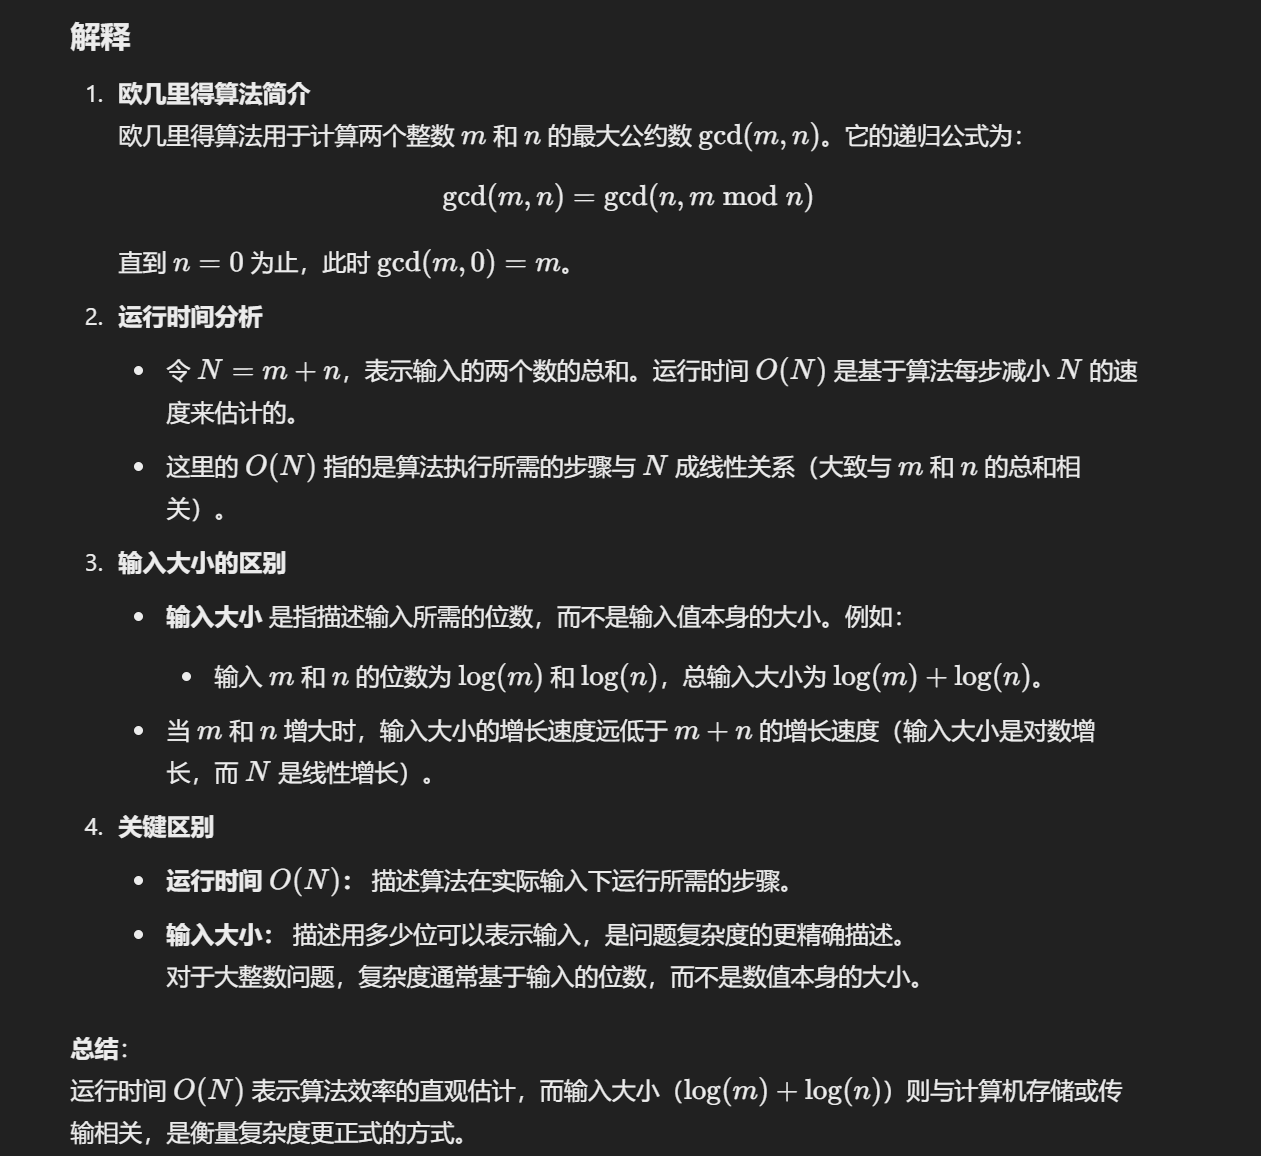 解释
1. 欧几里得算法简介
欧几里得算法用于计算两个整数 m 和 n 的最大公约数 gcd(m, n)。它的递归公式为：
gcd(m, n) = gcd(n, m mod n)
直到 n = 0 为止，此时 gcd(m, 0) = m。
2. 运行时间分析
• 令 N = m + n，表示输入的两个数的总和。运行时间 O(N) 是基于算法每步减小 N 的速
度来估计的。
• 这里的 O(N) 指的是算法执行所需的步骤与 N 成线性关系（大致与 m 和 n 的总和相
关）。
3. 输入大小的区别
• 输入大小 是指描述输入所需的位数，而不是输入值本身的大小。例如：
• 输入 m 和 n 的位数为 log(m) 和 log(n)，总输入大小为 log(m) + log(n)。
• 当 m 和 n 增大时，输入大小的增长速度远低于 m + n 的增长速度（输入大小是对数增
长，而 N 是线性增长）。
4. 关键区别
• 运行时间 O(N)： 描述算法在实际输入下运行所需的步骤。
• 输入大小： 描述用多少位可以表示输入，是问题复杂度的更精确描述。
对于大整数问题，复杂度通常基于输入的位数，而不是数值本身的大小。
总结：
运行时间 O(N) 表示算法效率的直观估计，而输入大小（log(m) + log(n)）则与计算机存储或传
输相关，是衡量复杂度更正式的方式。